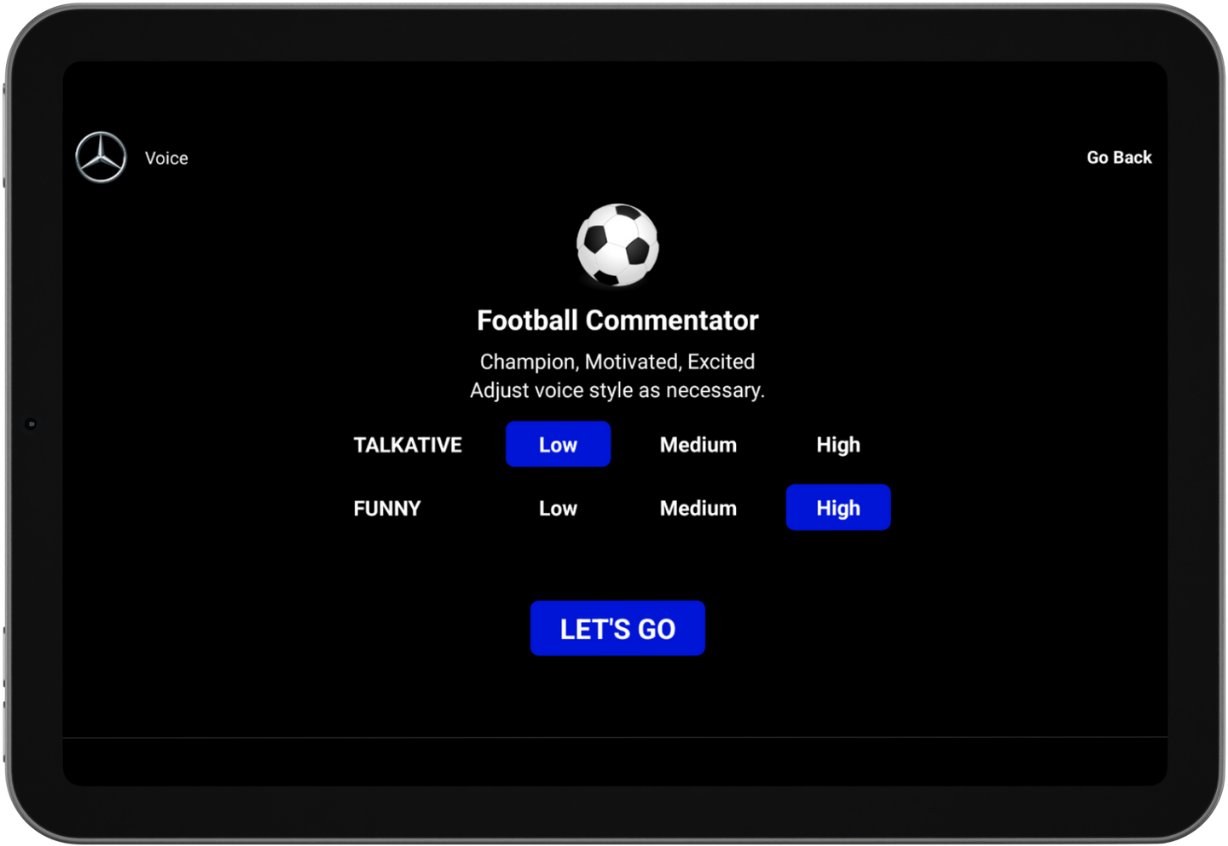 Voice
Go Back
Football Commentator
Champion, Motivated, Excited
Adjust voice style as necessary.
TALKATIVE Low Medium High
FUNNY Low Medium High
LET'S GO